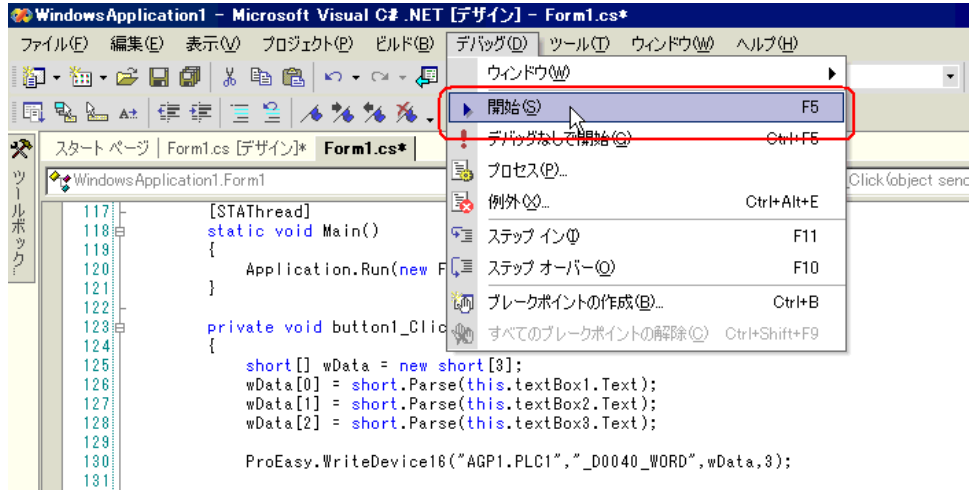 WindowsApplication1 - Microsoft Visual C# .NET [デザイン] - Form1.cs*
ファイル(F) 編集(E) 表示(V) プロジェクト(P) ビルド(B) デバッグ(D) ツール(T) ウィンドウ(W) ヘルプ(H)
ウィンドウ(W)
開始(S) F5
デバッグなしで開始(G) Ctrl+F5
プロセス(P)...
例外(X)... Ctrl+Alt+E
ステップ イン(I) F11
ステップ オーバー(O) F10
ブレークポイントの作成(B)... Ctrl+B
すべてのブレークポイントの解除(C) Ctrl+Shift+F9
ツールボックス
スタート ページ Form1.cs [デザイン]* Form1.cs*
WindowsApplication1.Form1
_Click(object send
117 [STAThread]
118 static void Main()
119 {
120 Application.Run(new F
121 }
122
123 private void button1_Clic
124 {
125 short[] wData = new short[3];
126 wData[0] = short.Parse(this.textBox1.Text);
127 wData[1] = short.Parse(this.textBox2.Text);
128 wData[2] = short.Parse(this.textBox3.Text);
129
130 ProEasy.WriteDevice16("AGP1.PLC1","_D0040_WORD",wData,3);
131